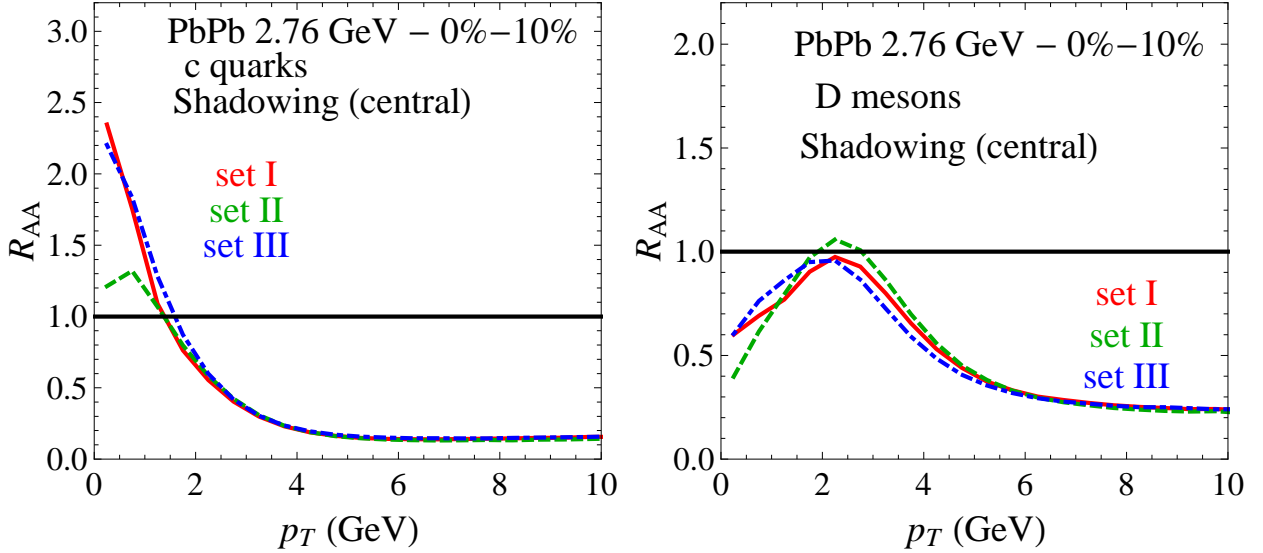 PbPb 2.76 GeV − 0%−10%
c quarks
Shadowing (central)
set I
set II
set III
3.0
2.5
2.0
1.5
1.0
0.5
0.0
R_AA
0 2 4 6 8 10
p_T (GeV)
PbPb 2.76 GeV − 0%−10%
D mesons
Shadowing (central)
set I
set II
set III
2.0
1.5
1.0
0.5
0.0
R_AA
0 2 4 6 8 10
p_T (GeV)